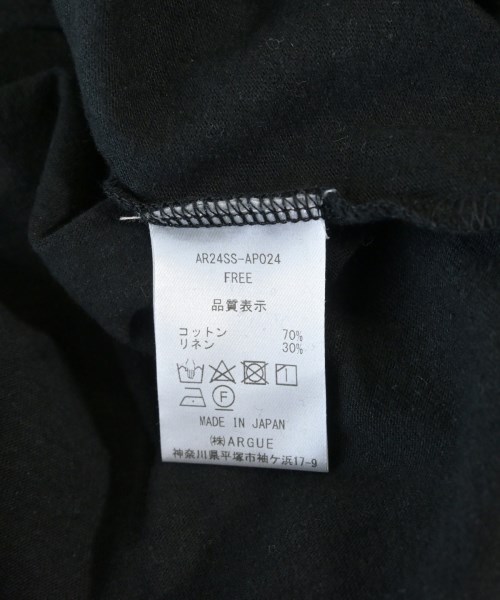 AR24SS-AP024
FREE
品質表示
コットン 70%
リネン 30%
F
MADE IN JAPAN
㈱ARGUE
神奈川県平塚市袖ケ浜17-9